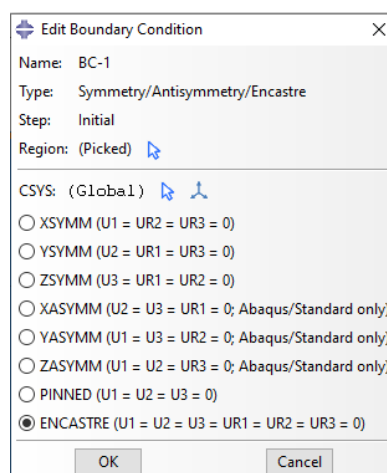 Edit Boundary Condition
Name: BC-1
Type: Symmetry/Antisymmetry/Encastre
Step: Initial
Region: (Picked)
CSYS: (Global)
XSYMM (U1 = UR2 = UR3 = 0)
YSYMM (U2 = UR1 = UR3 = 0)
ZSYMM (U3 = UR1 = UR2 = 0)
XASYMM (U2 = U3 = UR1 = 0; Abaqus/Standard only)
YASYMM (U1 = U3 = UR2 = 0; Abaqus/Standard only)
ZASYMM (U1 = U2 = UR3 = 0; Abaqus/Standard only)
PINNED (U1 = U2 = U3 = 0)
ENCASTRE (U1 = U2 = U3 = UR1 = UR2 = UR3 = 0)
OK Cancel